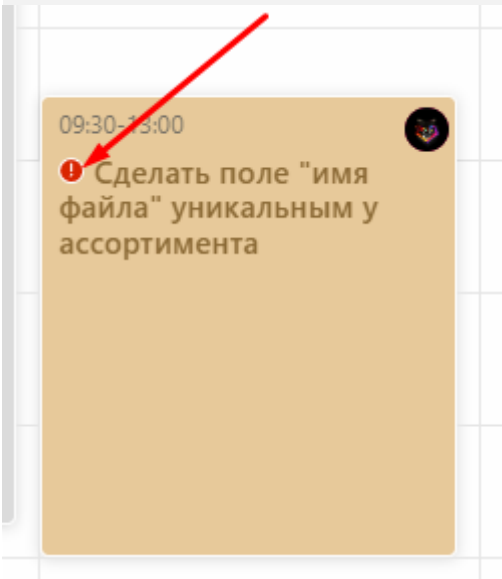 09:30-13:00
Сделать поле "имя
файла" уникальным у
ассортимента